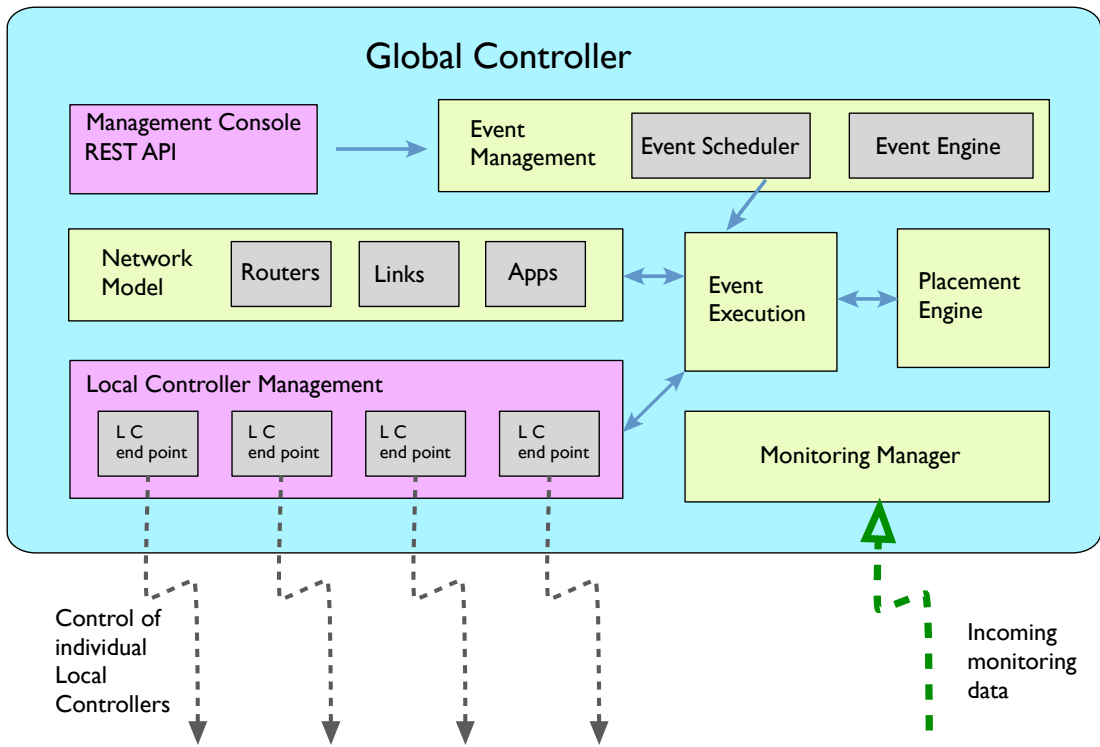 Global Controller
Management Console
REST API
Event
Management
Event Scheduler
Event Engine
Network
Model
Routers
Links
Apps
Event
Execution
Placement
Engine
Local Controller Management
L C
end point
L C
end point
L C
end point
L C
end point
Monitoring Manager
Control of
individual
Local
Controllers
Incoming
monitoring
data